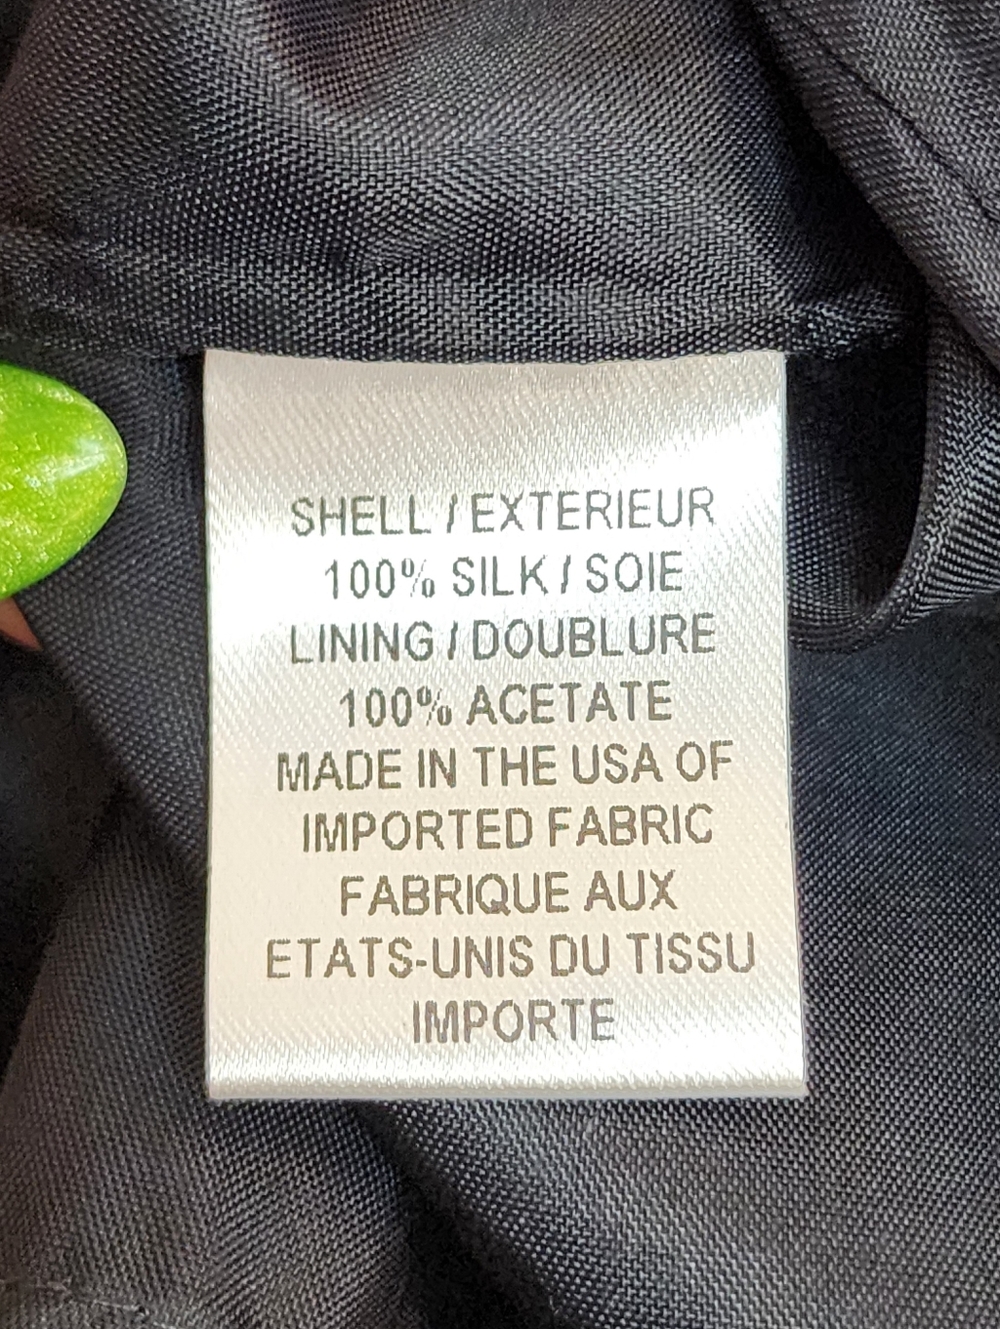 SHELL / EXTERIEUR
100% SILK / SOIE
LINING / DOUBLURE
100% ACETATE
MADE IN THE USA OF
IMPORTED FABRIC
FABRIQUE AUX
ETATS-UNIS DU TISSU
IMPORTE